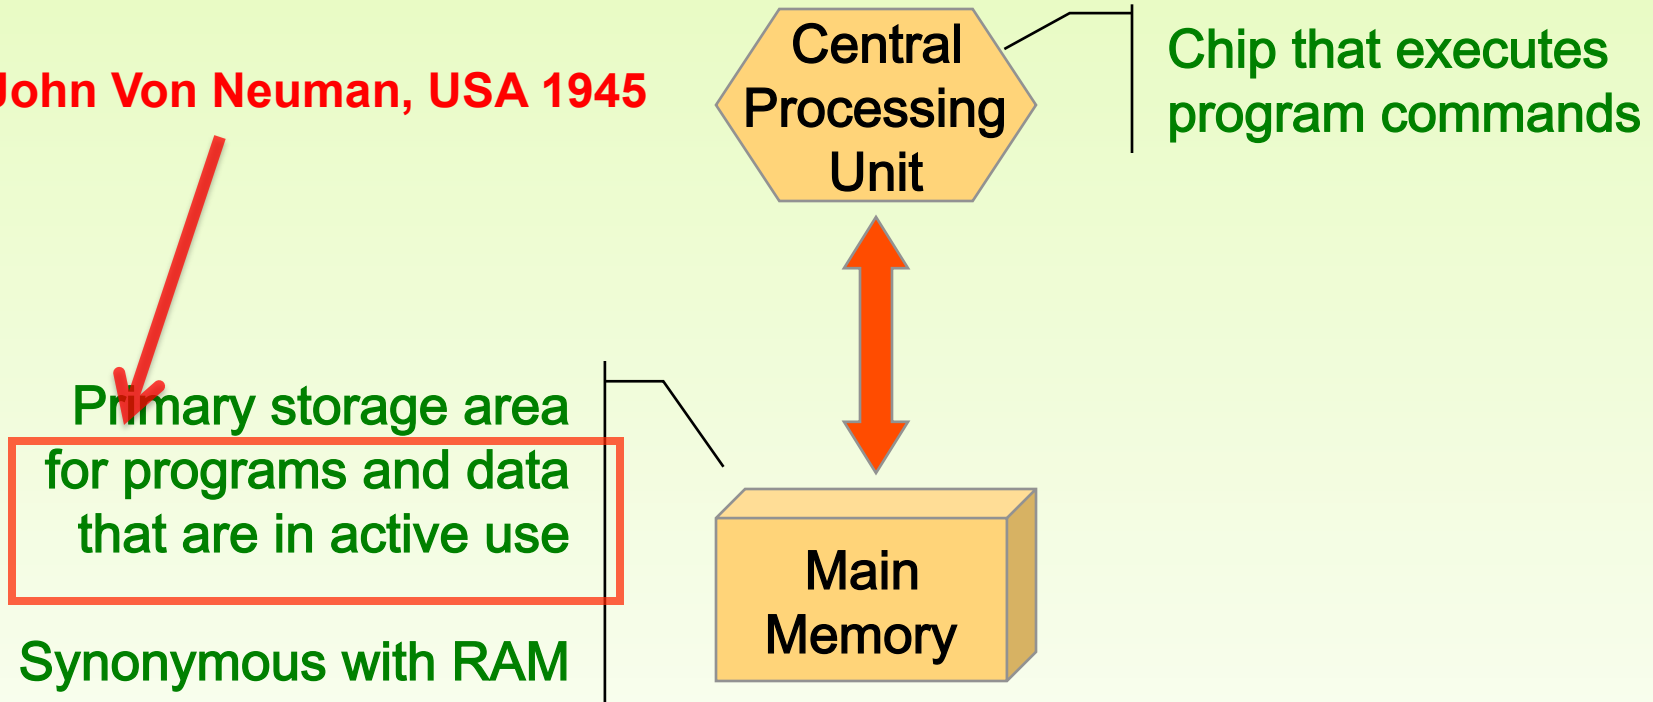 John Von Neuman, USA 1945
Central
Processing
Unit
Chip that executes
program commands
Primary storage area
for programs and data
that are in active use
Synonymous with RAM
Main
Memory